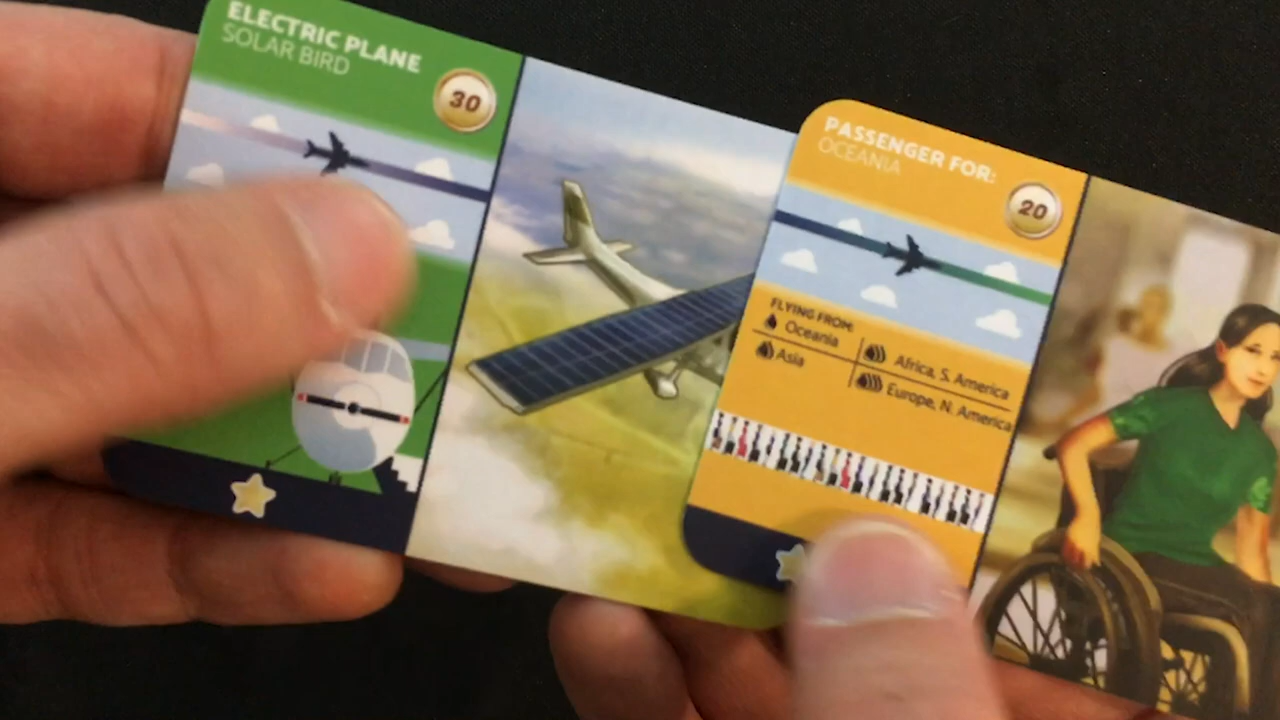 ELECTRIC PLANE
SOLAR BIRD
30
PASSENGER FOR:
OCEANIA
20
FLYING FROM:
Oceania
Africa, S. America
Asia
Europe, N. America